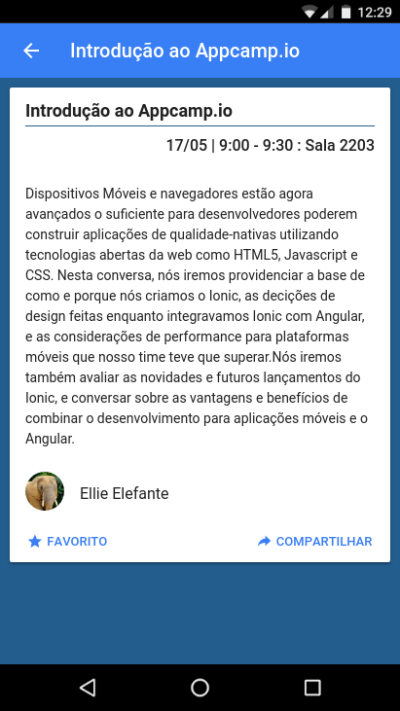 12:29
Introdução ao Appcamp.io
Introdução ao Appcamp.io
17/05 | 9:00 - 9:30 : Sala 2203
Dispositivos Móveis e navegadores estão agora
avançados o suficiente para desenvolvedores poderem
construir aplicações de qualidade-nativas utilizando
tecnologias abertas da web como HTML5, Javascript e
CSS. Nesta conversa, nós iremos providenciar a base de
como e porque nós criamos o Ionic, as decições de
design feitas enquanto integravamos Ionic com Angular,
e as considerações de performance para plataformas
móveis que nosso time teve que superar.Nós iremos
também avaliar as novidades e futuros lançamentos do
Ionic, e conversar sobre as vantagens e benefícios de
combinar o desenvolvimento para aplicações móveis e o
Angular.
Ellie Elefante
FAVORITO
COMPARTILHAR